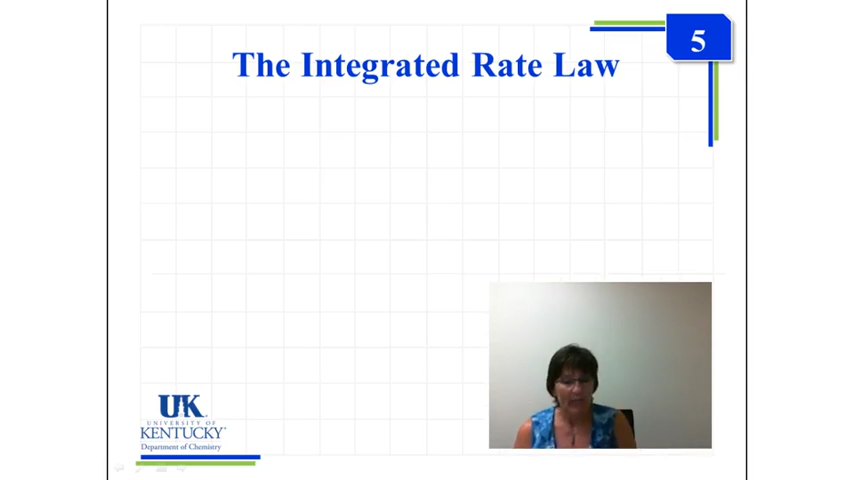 5
The Integrated Rate Law
UK
UNIVERSITY OF
KENTUCKY
Department of Chemistry